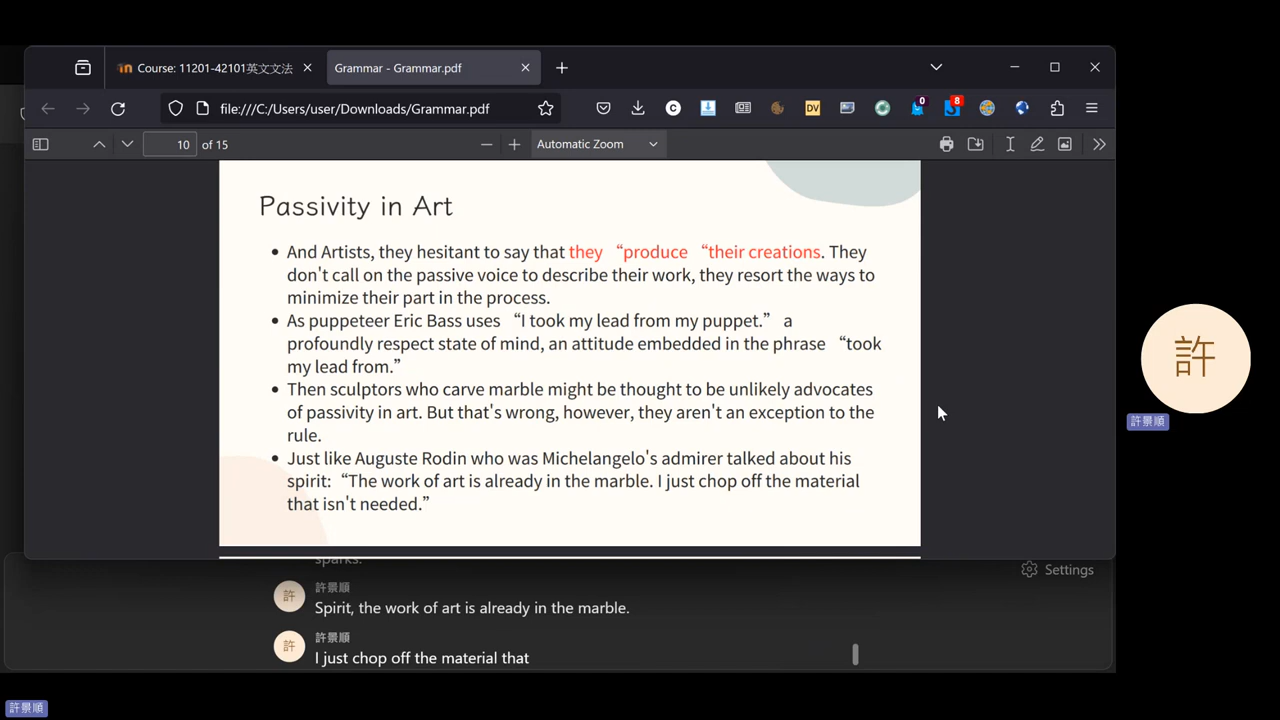 Course: 11201-42101英文文法
Grammar - Grammar.pdf
file:///C:/Users/user/Downloads/Grammar.pdf
C
DV
0
8
10 of 15
Automatic Zoom
Passivity in Art
And Artists, they hesitant to say that they “produce “their creations. They
don't call on the passive voice to describe their work, they resort the ways to
minimize their part in the process.
As puppeteer Eric Bass uses “I took my lead from my puppet.” a
profoundly respect state of mind, an attitude embedded in the phrase “took
my lead from.”
Then sculptors who carve marble might be thought to be unlikely advocates
of passivity in art. But that's wrong, however, they aren't an exception to the
rule.
Just like Auguste Rodin who was Michelangelo's admirer talked about his
spirit:“The work of art is already in the marble. I just chop off the material
that isn't needed.”
許
許景順
sparks.
Settings
許
許景順
Spirit, the work of art is already in the marble.
許
許景順
I just chop off the material that
許景順